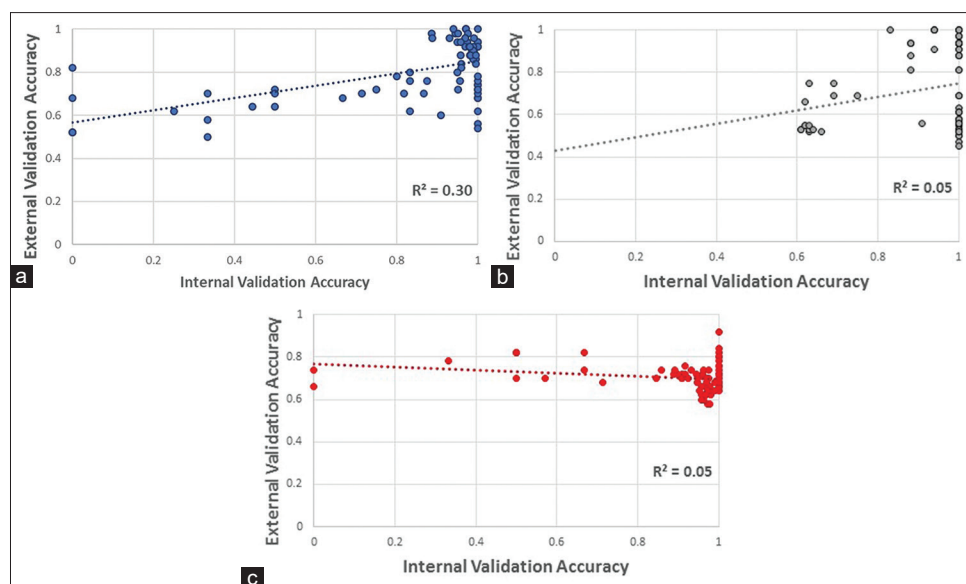 1
0.8
0.6
0.4
0.2
0
External Validation Accuracy
0 0.2 0.4 0.6 0.8 1
Internal Validation Accuracy
R² = 0.30
a
1
0.8
0.6
0.4
0.2
0
External Validation Accuracy
0 0.2 0.4 0.6 0.8 1
Internal Validation Accuracy
R² = 0.05
b
1
0.8
0.6
0.4
0.2
0
External Validation Accuracy
0 0.2 0.4 0.6 0.8 1
Internal Validation Accuracy
R² = 0.05
c